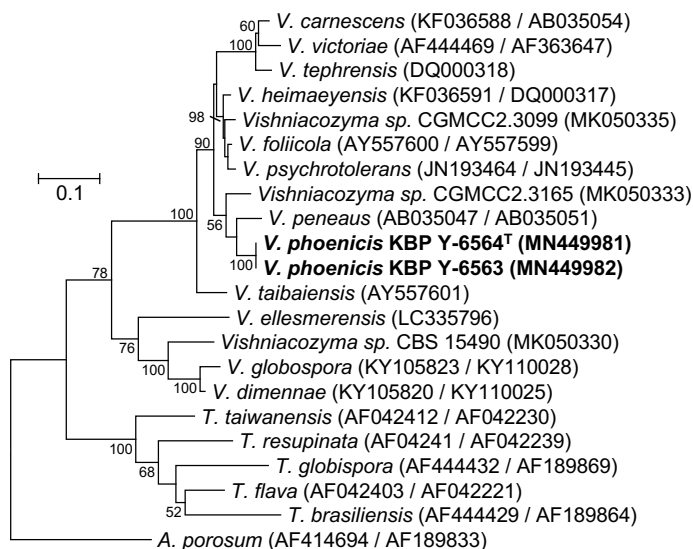 V. carnescens (KF036588 / AB035054)
60
V. victoriae (AF444469 / AF363647)
100
V. tephrensis (DQ000318)
V. heimaeyensis (KF036591 / DQ000317)
98
Vishniacozyma sp. CGMCC2.3099 (MK050335)
90
V. foliicola (AY557600 / AY557599)
V. psychrotolerans (JN193464 / JN193445)
0.1
Vishniacozyma sp. CGMCC2.3165 (MK050333)
100
56
V. peneaus (AB035047 / AB035051)
V. phoenicis KBP Y-6564ᵀ (MN449981)
100
V. phoenicis KBP Y-6563 (MN449982)
78
V. taibaiensis (AY557601)
V. ellesmerensis (LC335796)
76
Vishniacozyma sp. CBS 15490 (MK050330)
100
V. globospora (KY105823 / KY110028)
100
V. dimennae (KY105820 / KY110025)
T. taiwanensis (AF042412 / AF042230)
100
T. resupinata (AF04241 / AF042239)
68
T. globispora (AF444432 / AF189869)
T. flava (AF042403 / AF042221)
52
T. brasiliensis (AF444429 / AF189864)
A. porosum (AF414694 / AF189833)